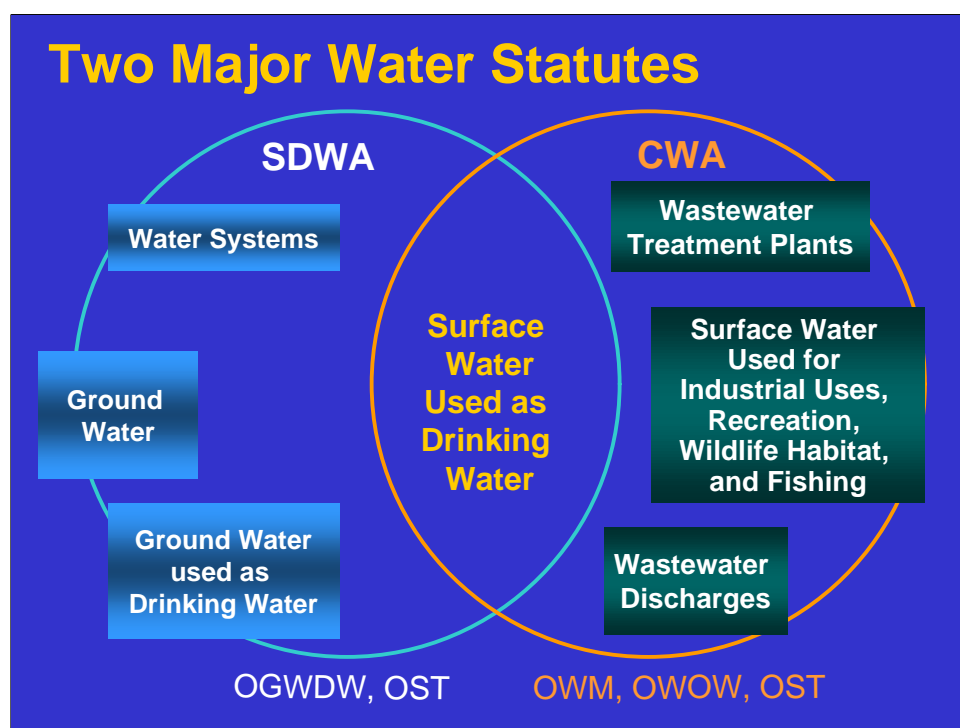 Two Major Water Statutes
SDWA
CWA
Water Systems
Ground
Water
Ground Water
used as
Drinking Water
Surface
Water
Used as
Drinking
Water
Wastewater
Treatment Plants
Surface Water
Used for
Industrial Uses,
Recreation,
Wildlife Habitat,
and Fishing
Wastewater
Discharges
OGWDW, OST
OWM, OWOW, OST